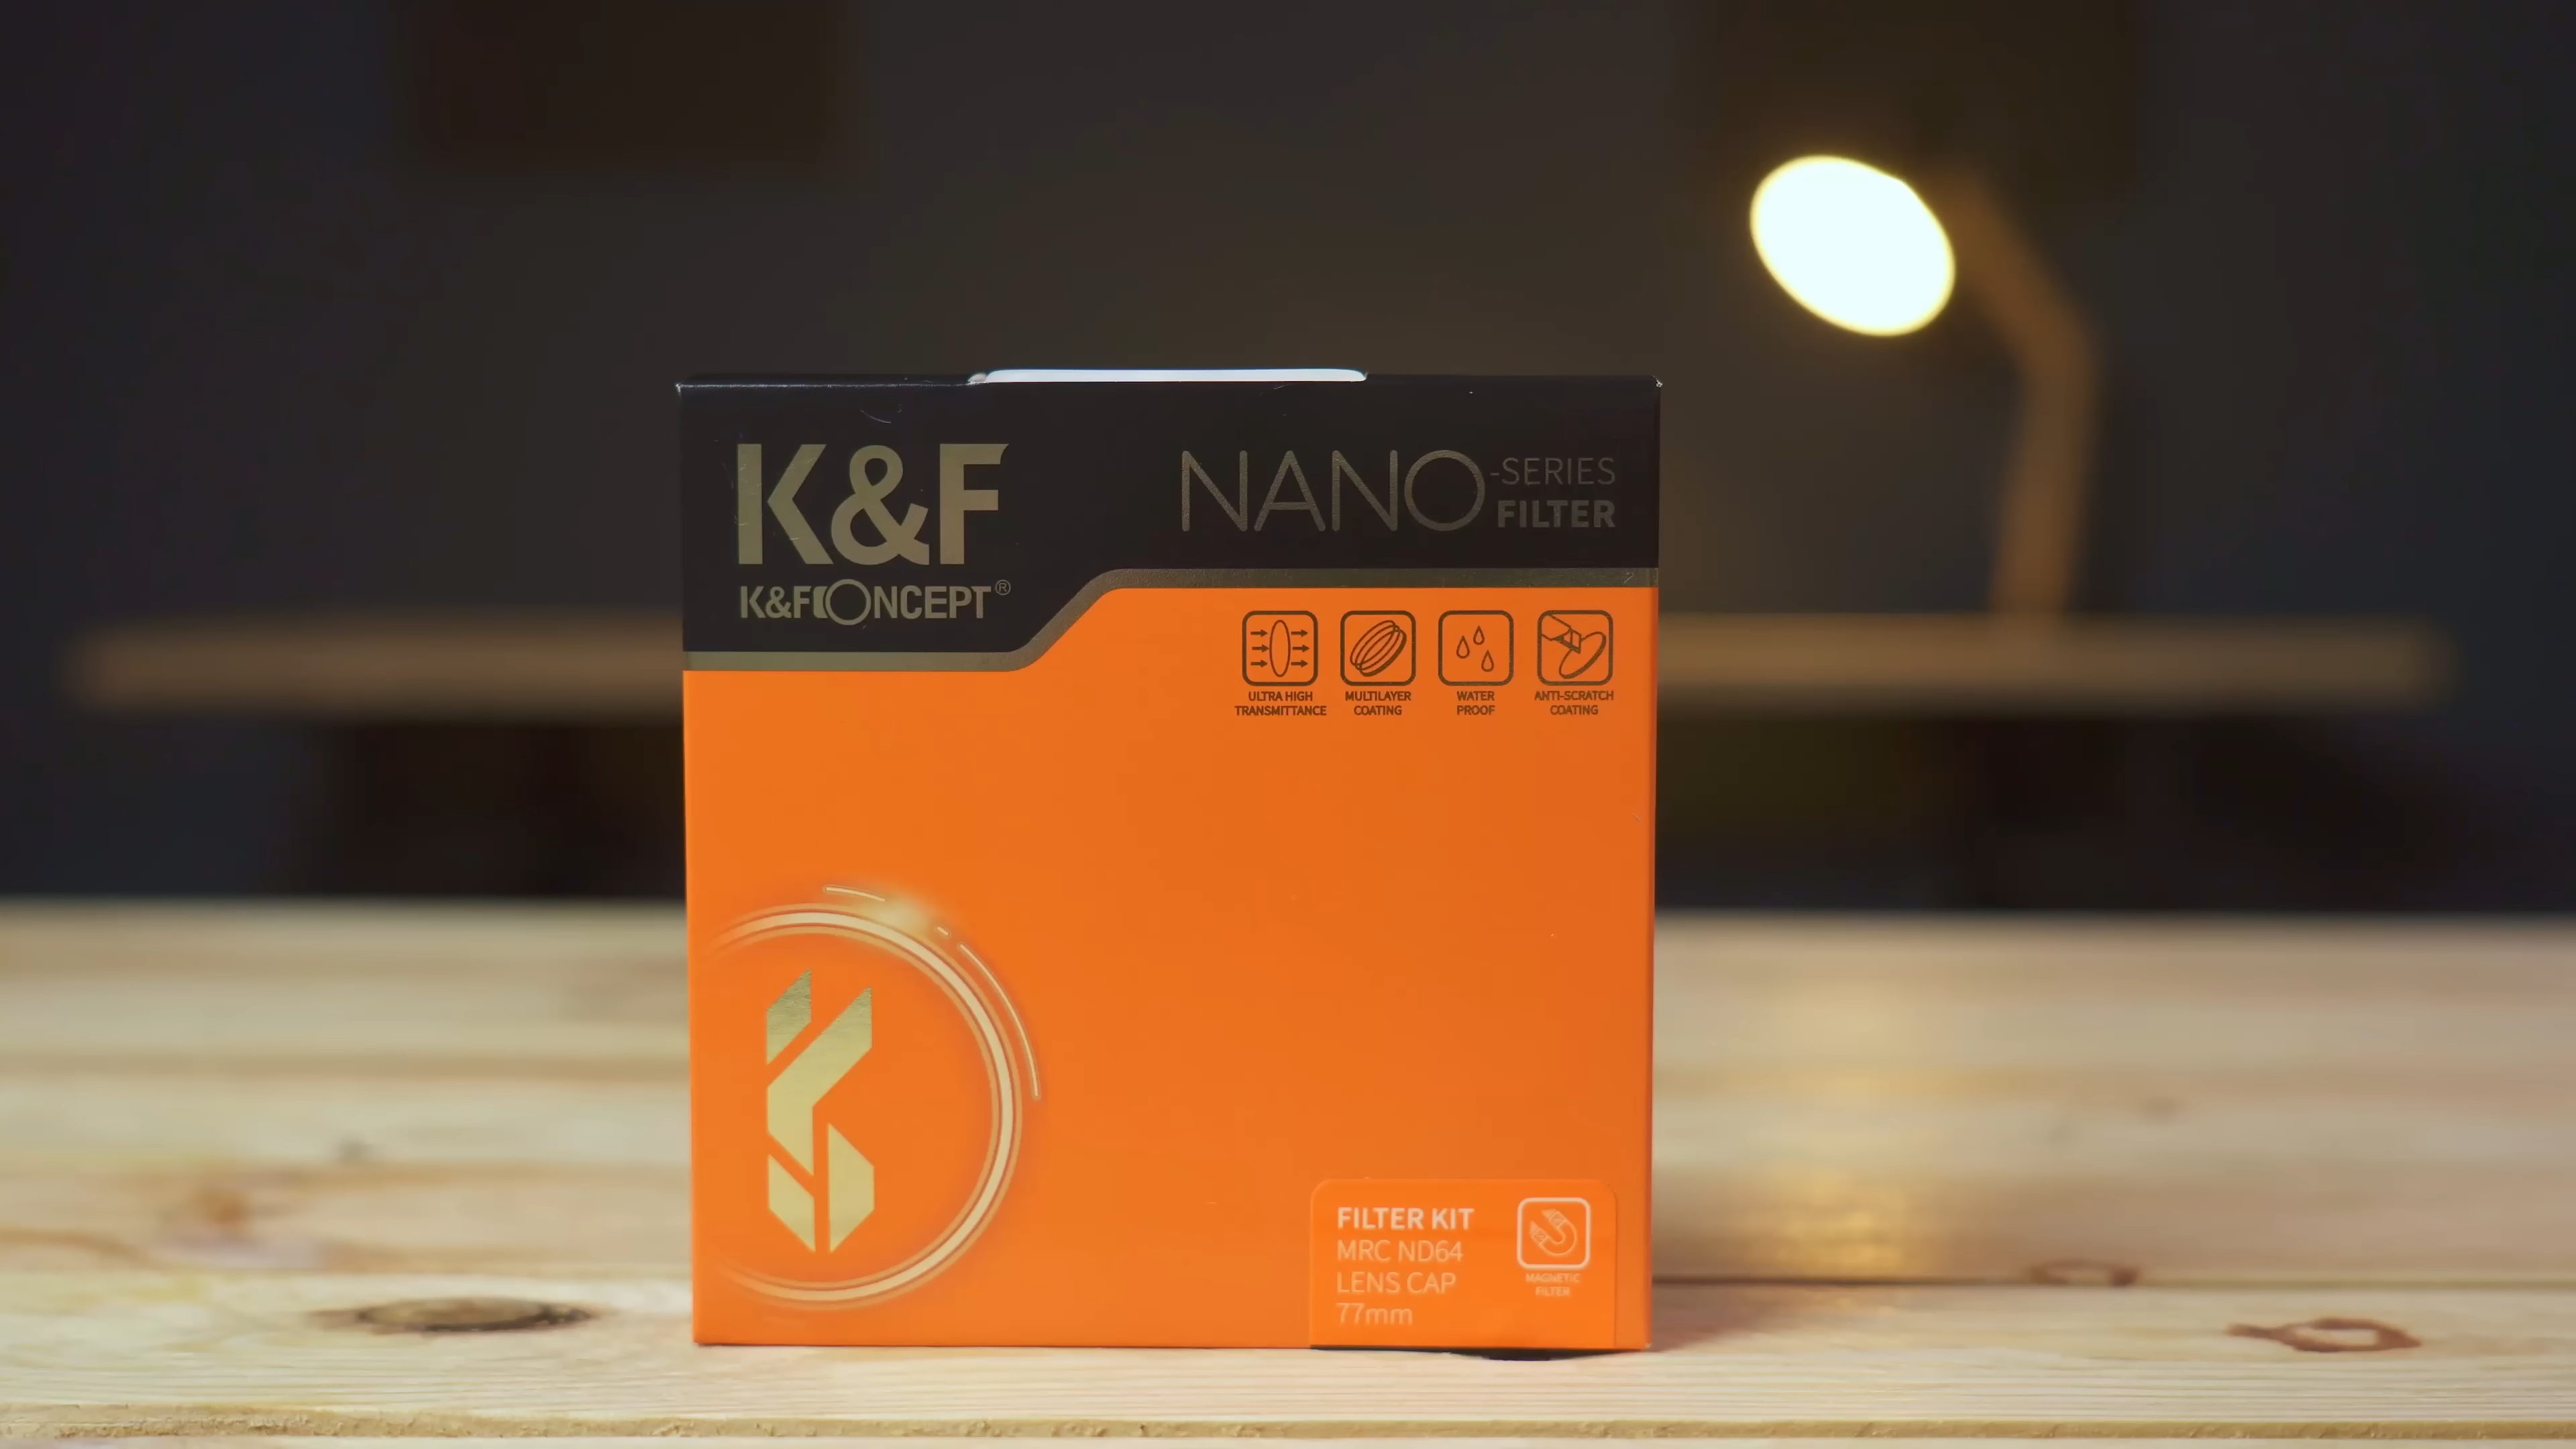 K&F
K&F CONCEPT®
NANO-SERIES
FILTER
ULTRA HIGH
TRANSMITTANCE
MULTILAYER
COATING
WATER
PROOF
ANTI-SCRATCH
COATING
FILTER KIT
MRC ND64
LENS CAP
77mm
MAGNETIC
FILTER